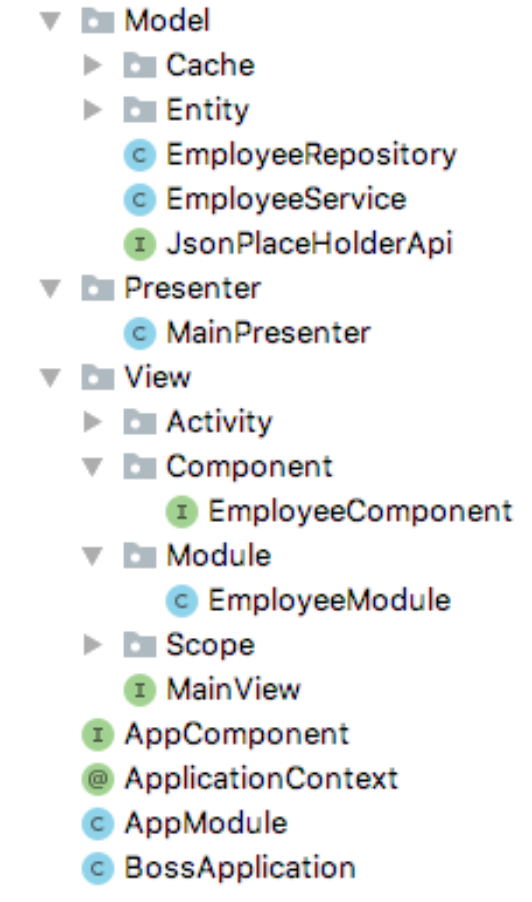 Model
Cache
Entity
C EmployeeRepository
C EmployeeService
I JsonPlaceHolderApi
Presenter
C MainPresenter
View
Activity
Component
I EmployeeComponent
Module
C EmployeeModule
Scope
I MainView
I AppComponent
@ ApplicationContext
C AppModule
C BossApplication